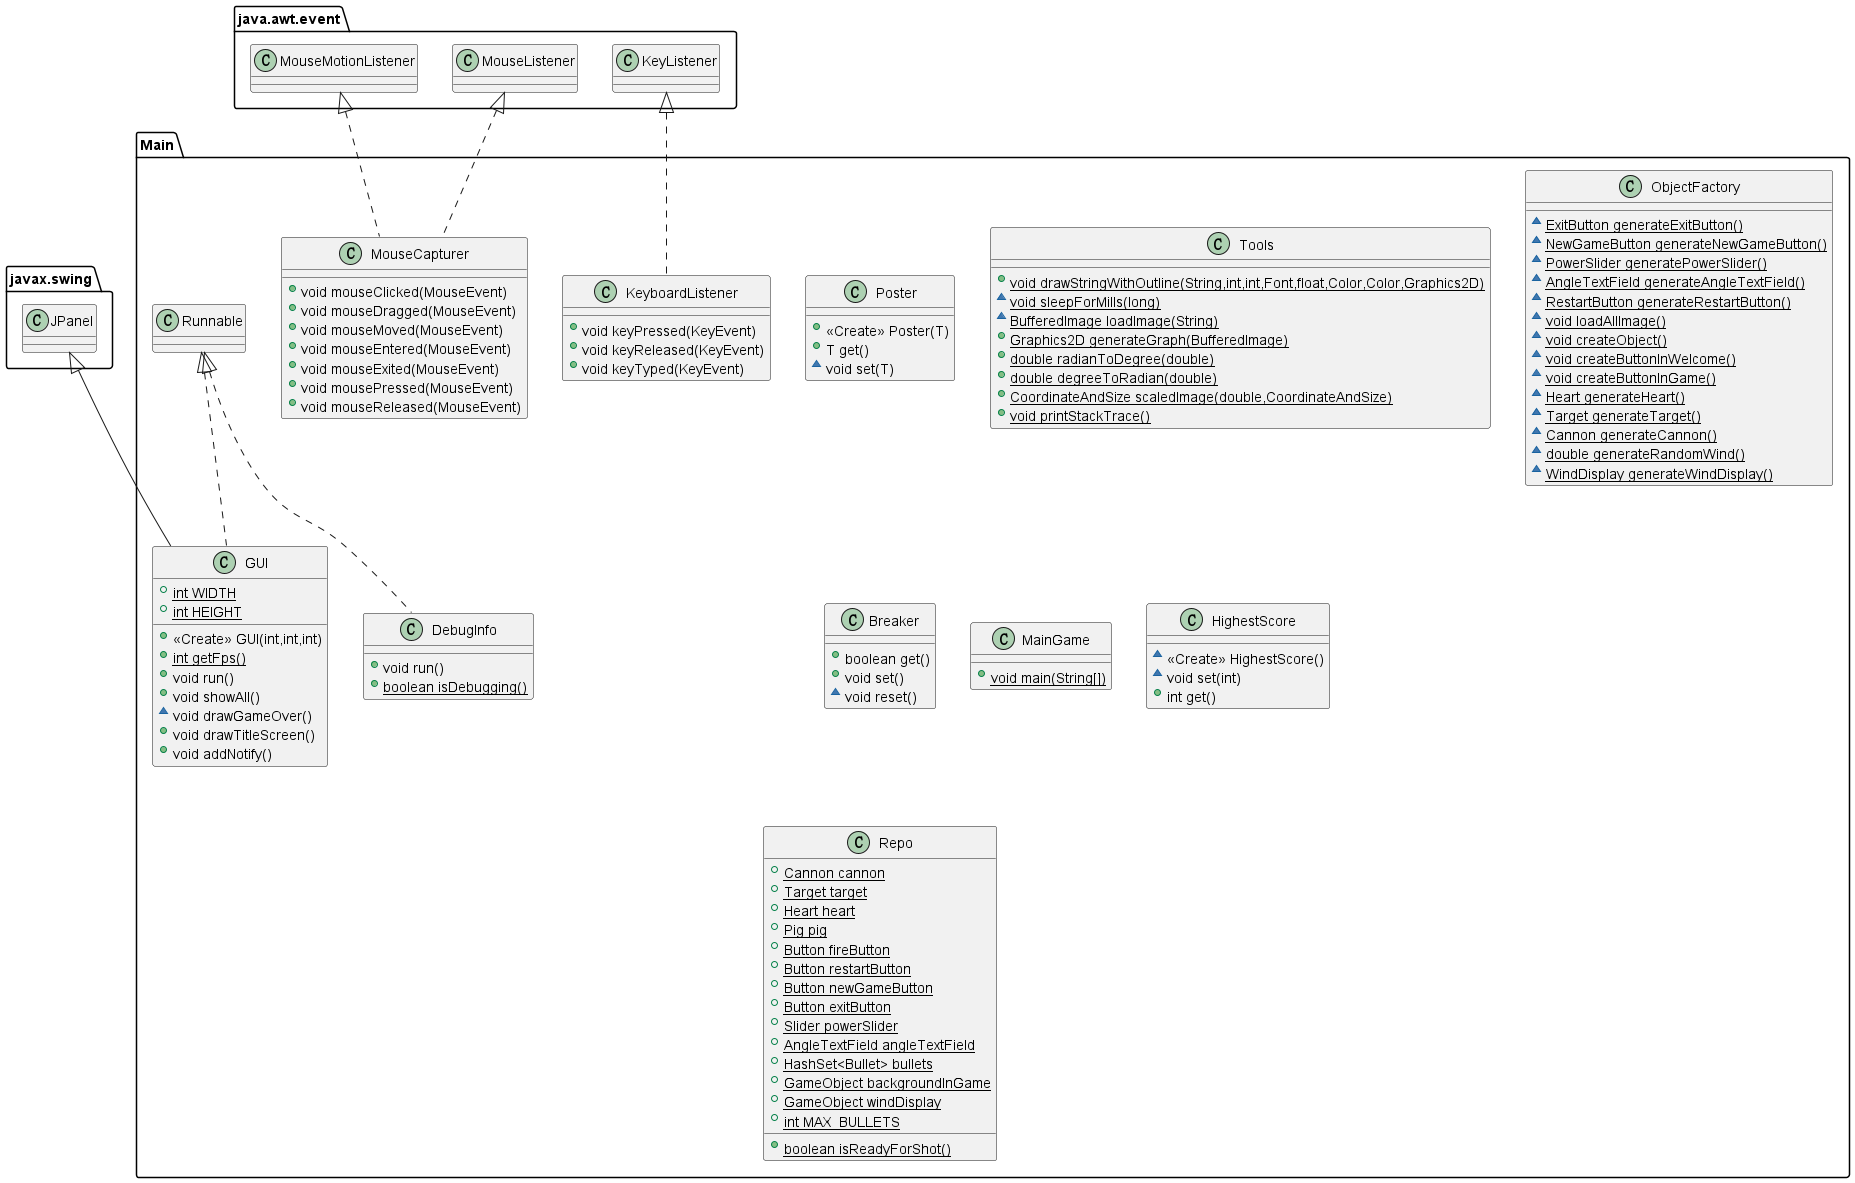 java.awt.event
C MouseMotionListener
C MouseListener
C KeyListener
Main
C ObjectFactory
ExitButton generateExitButton()
NewGameButton generateNewGameButton()
PowerSlider generatePowerSlider()
AngleTextField generateAngleTextField()
RestartButton generateRestartButton()
void loadAllImage()
void createObject()
void createButtonInWelcome()
void createButtonInGame()
Heart generateHeart()
Target generateTarget()
Cannon generateCannon()
double generateRandomWind()
WindDisplay generateWindDisplay()
C Tools
void drawStringWithOutline(String,int,int,Font,float,Color,Color,Graphics2D)
void sleepForMills(long)
BufferedImage loadImage(String)
Graphics2D generateGraph(BufferedImage)
double radianToDegree(double)
double degreeToRadian(double)
CoordinateAndSize scaledImage(double,CoordinateAndSize)
void printStackTrace()
C MouseCapturer
void mouseClicked(MouseEvent)
void mouseDragged(MouseEvent)
void mouseMoved(MouseEvent)
void mouseEntered(MouseEvent)
void mouseExited(MouseEvent)
void mousePressed(MouseEvent)
void mouseReleased(MouseEvent)
C KeyboardListener
void keyPressed(KeyEvent)
void keyReleased(KeyEvent)
void keyTyped(KeyEvent)
C Poster
«Create» Poster(T)
T get()
void set(T)
javax.swing
C JPanel
C Runnable
C GUI
int WIDTH
int HEIGHT
«Create» GUI(int,int,int)
int getFps()
void run()
void showAll()
void drawGameOver()
void drawTitleScreen()
void addNotify()
C DebugInfo
void run()
boolean isDebugging()
C Breaker
boolean get()
void set()
void reset()
C MainGame
void main(String[])
C HighestScore
«Create» HighestScore()
void set(int)
int get()
C Repo
Cannon cannon
Target target
Heart heart
Pig pig
Button fireButton
Button restartButton
Button newGameButton
Button exitButton
Slider powerSlider
AngleTextField angleTextField
HashSet<Bullet> bullets
GameObject backgroundInGame
GameObject windDisplay
int MAX_BULLETS
boolean isReadyForShot()